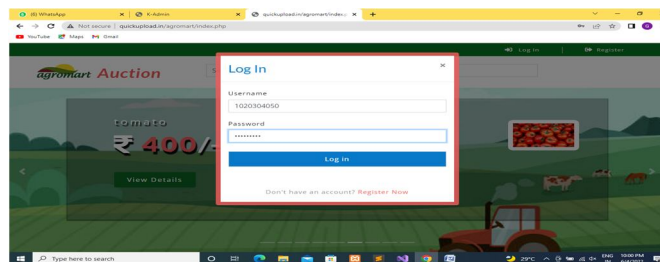 (8) WhatsApp
K-Admin
quickupload.in/agromart/index.p
Not secure | quickupload.in/agromart/index.php
YouTube
Maps
Gmail
Log In
Register
agromart Auction
Log In
Username
1020304050
Password
Log in
Don't have an account? Register Now
tomato
₹ 400/-
View Details
Type here to search
29°C
ENG
10:00 PM
IN